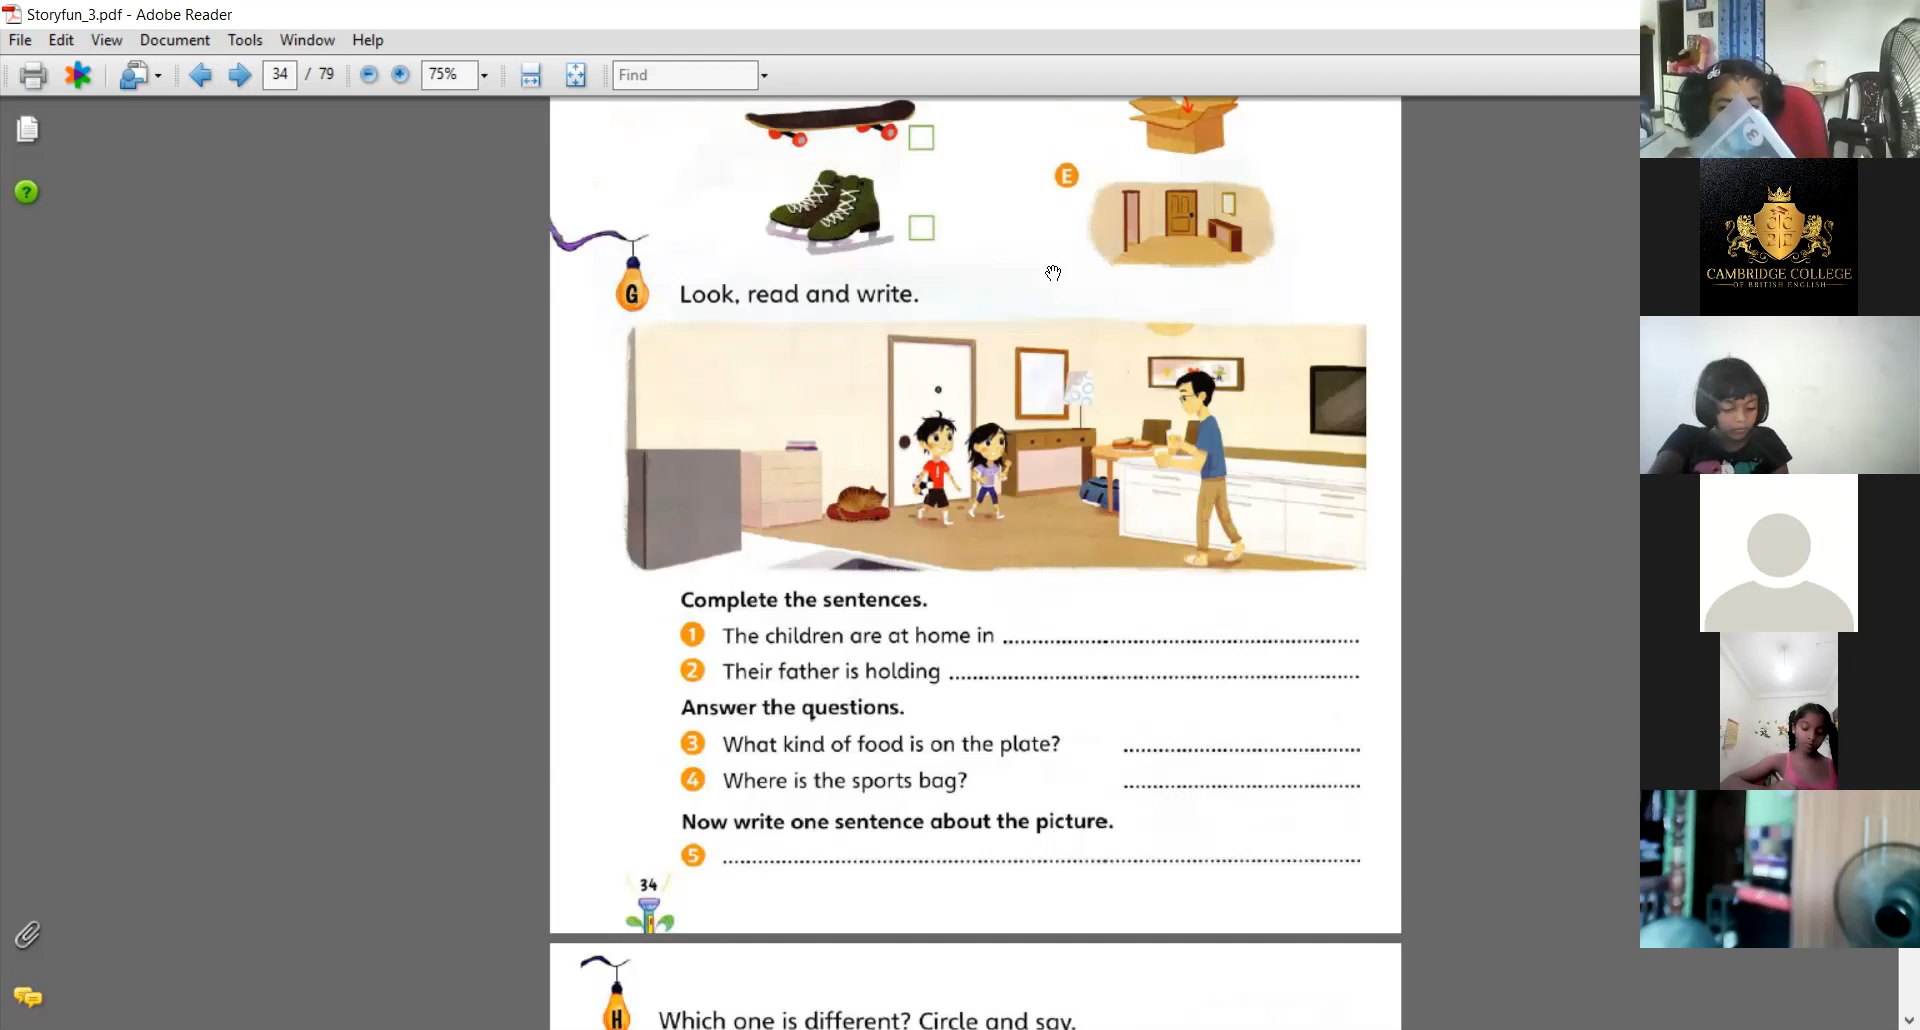 Storyfun_3.pdf - Adobe Reader
File Edit View Document Tools Window Help
34 / 79 75% Find
E
G Look, read and write.
Complete the sentences.
1 The children are at home in
2 Their father is holding
Answer the questions.
3 What kind of food is on the plate?
4 Where is the sports bag?
Now write one sentence about the picture.
5
34
H Which one is different? Circle and say.
CAMBRIDGE COLLEGE
OF BRITISH ENGLISH